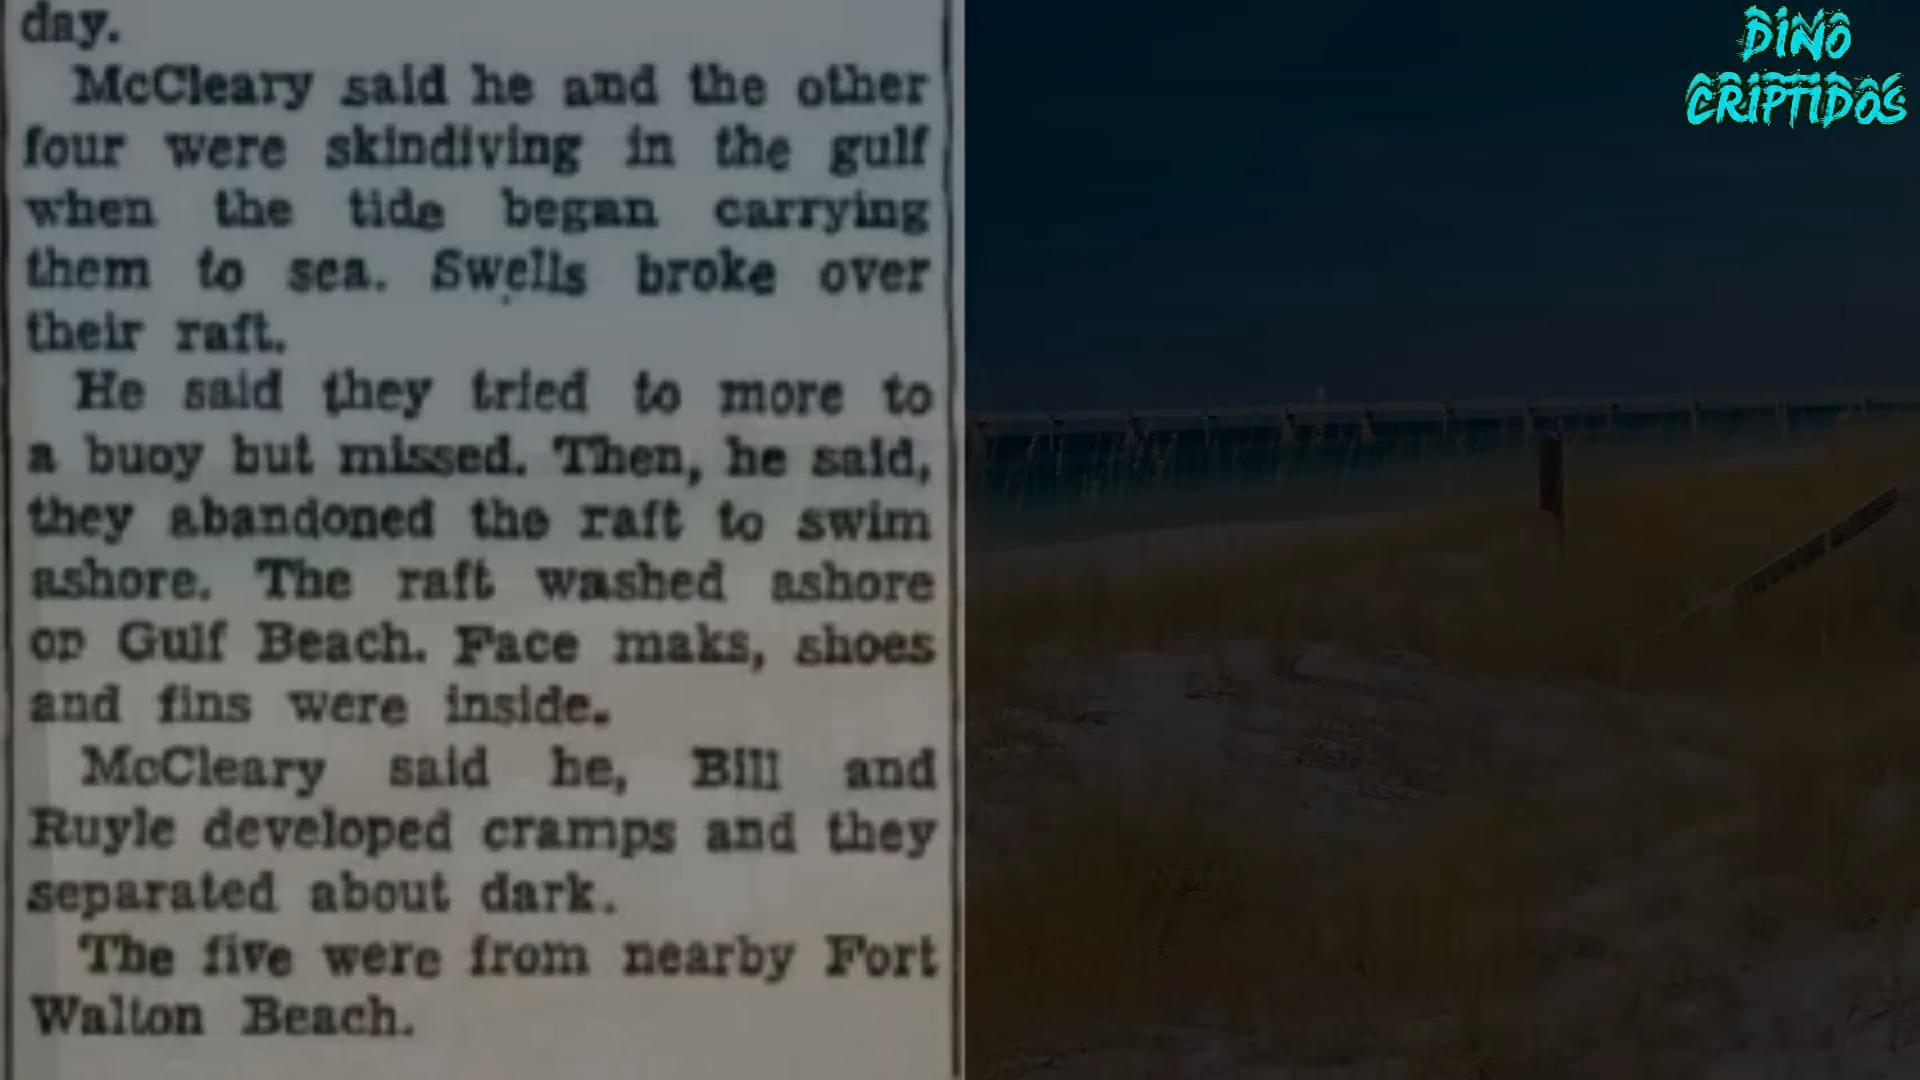 day.
McCleary said he and the other
four were skindiving in the gulf
when the tide began carrying
them to sea. Swells broke over
their raft.
He said they tried to more to
a buoy but missed. Then, he said,
they abandoned the raft to swim
ashore. The raft washed ashore
on Gulf Beach. Face maks, shoes
and fins were inside.
McCleary said he, Bill and
Ruyle developed cramps and they
separated about dark.
The five were from nearby Fort
Walton Beach.
DINO
CRIPTIDOS